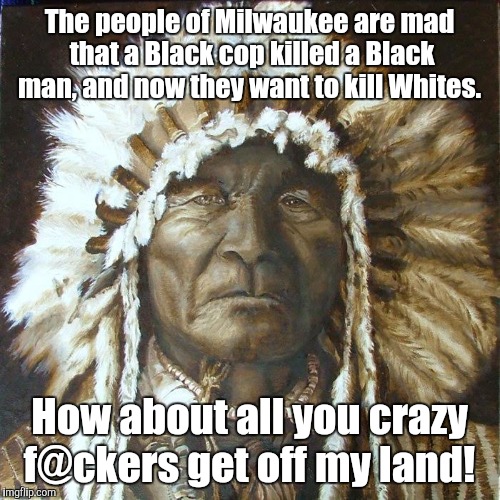 The people of Milwaukee are mad
that a Black cop killed a Black
man, and now they want to kill Whites.
How about all you crazy
f@ckers get off my land!
imgflip.com